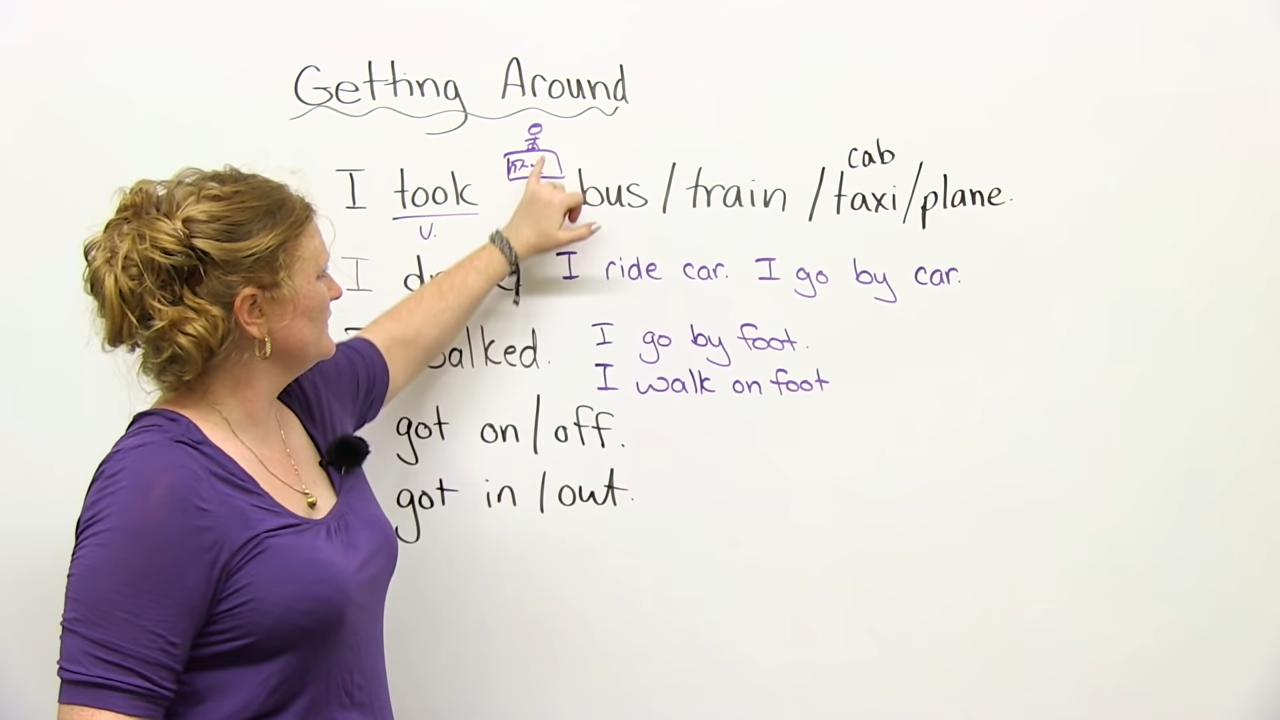 Getting Around
cab
I took bus / train / taxi / plane.
v.
I I ride car. I go by car.
walked. I go by foot.
I walk on foot
got on / off.
got in / out.